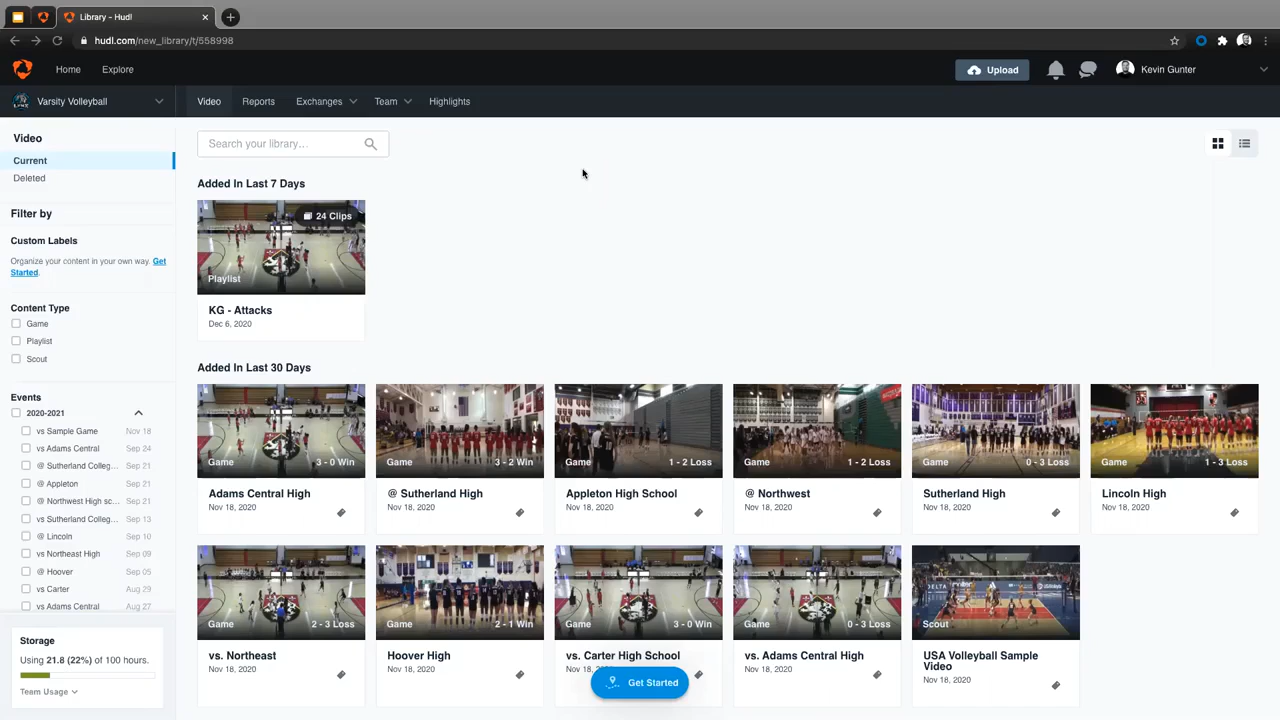 Library - Hudl
hudl.com/new_library/t/558998
Home
Explore
Upload
Kevin Gunter
Varsity Volleyball
Video
Reports
Exchanges
Team
Highlights
Video
Current
Deleted
Filter by
Custom Labels
Organize your content in your own way. Get
Started.
Content Type
Game
Playlist
Scout
Events
2020-2021
vs Sample Game Nov 18
vs Adams Central Sep 24
@ Sutherland Colleg... Sep 21
@ Appleton Sep 21
@ Northwest High sc... Sep 21
vs Sutherland Colleg... Sep 13
@ Lincoln Sep 10
vs Northeast High Sep 09
@ Hoover Sep 05
vs Carter Aug 29
vs Adams Central Aug 27
Storage
Using 21.8 (22%) of 100 hours.
Team Usage
Search your library...
Added In Last 7 Days
24 Clips
Playlist
KG - Attacks
Dec 6, 2020
Added In Last 30 Days
Game 3 - 0 Win
Adams Central High
Nov 18, 2020
Game 3 - 2 Win
@ Sutherland High
Nov 18, 2020
Game 1 - 2 Loss
Appleton High School
Nov 18, 2020
Game 1 - 2 Loss
@ Northwest
Nov 18, 2020
Game 0 - 3 Loss
Sutherland High
Nov 18, 2020
Game 1 - 3 Loss
Lincoln High
Nov 18, 2020
Game 2 - 3 Loss
vs. Northeast
Nov 18, 2020
Game 2 - 1 Win
Hoover High
Nov 18, 2020
Game 3 - 0 Win
vs. Carter High School
Nov 18,
Game 0 - 3 Loss
vs. Adams Central High
Nov 18, 2020
Scout
USA Volleyball Sample
Video
Nov 18, 2020
Get Started